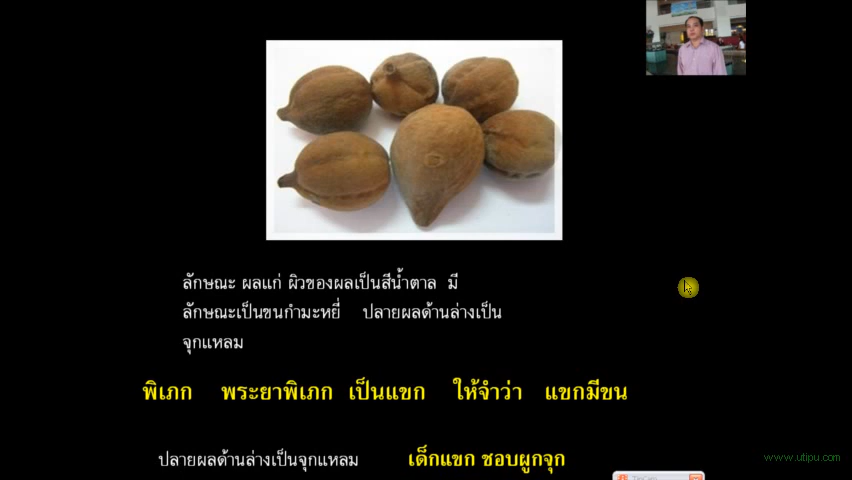 ลักษณะ ผลแก่ ผิวของผลเป็นสีน้ำตาล มี
ลักษณะเป็นขนกำมะหยี่ ปลายผลด้านล่างเป็น
จุกแหลม
พิเภก พระยาพิเภก เป็นแขก ให้จำว่า แขกมีขน
ปลายผลด้านล่างเป็นจุกแหลม เด็กแขก ชอบผูกจุก
www.utipu.com